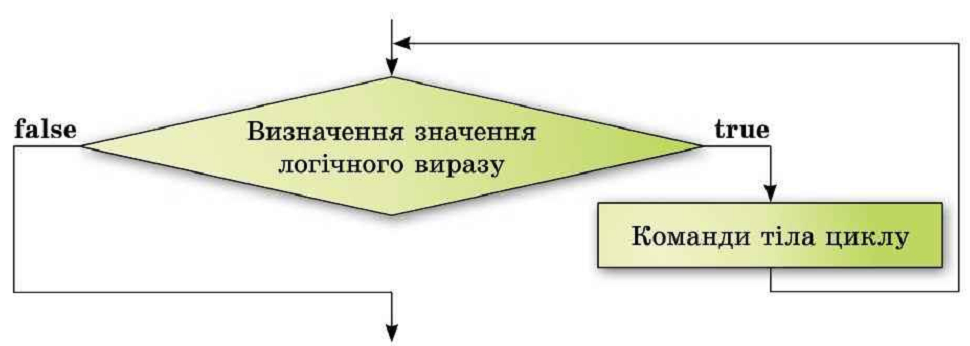 false
Визначення значення
логічного виразу
true
Команди тіла циклу